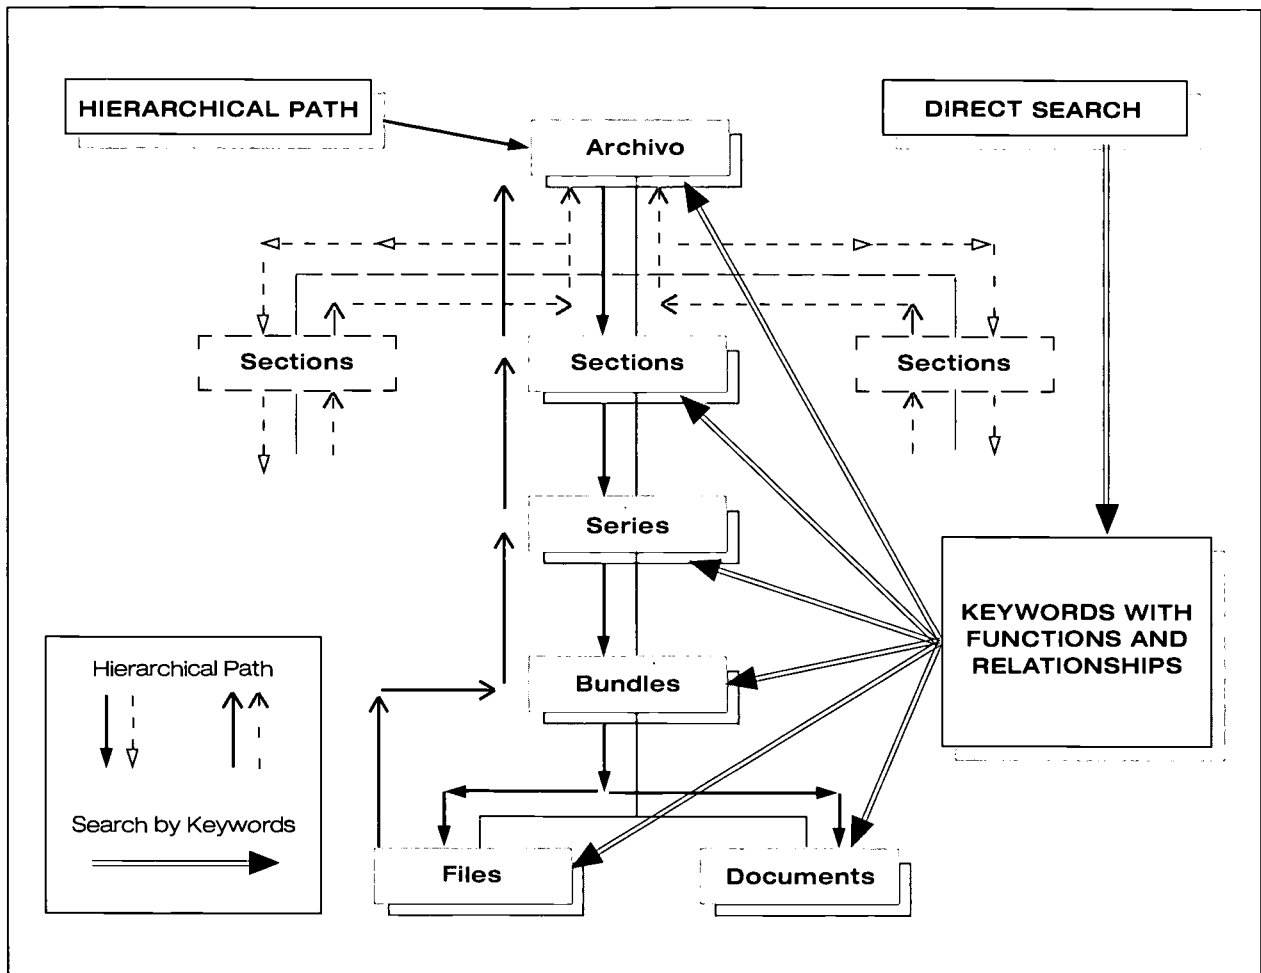 HIERARCHICAL PATH
DIRECT SEARCH
Archivo
Sections
Sections
Sections
Series
KEYWORDS WITH
FUNCTIONS AND
RELATIONSHIPS
Bundles
Hierarchical Path
Search by Keywords
Files
Documents